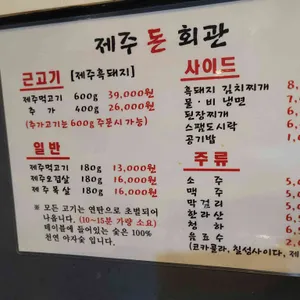 제주 돈 회관
근고기 [제주흑돼지]
제주먹고기 600g 39,000원
추 가 400g 26,000원
(추가고기는 600g 주문시 가능)
일반
제주먹고기 180g 13,000원
제주오겹살 180g 16,000원
제주목살 180g 16,000원
※ 모든 고기는 연탄으로 초벌되어
나옵니다. (10~15분 가량 소요)
테이블에 들어있는 숯은 100%
천연 야자숯 입니다.
사이드
흑돼지 김치찌개 8,
물·비 냉면
된장찌개
스팸도시락
공기밥
주류
소 주
맥 주
막걸리
한라산
청 하
음료수
(코카콜라, 칠성사이다, 제